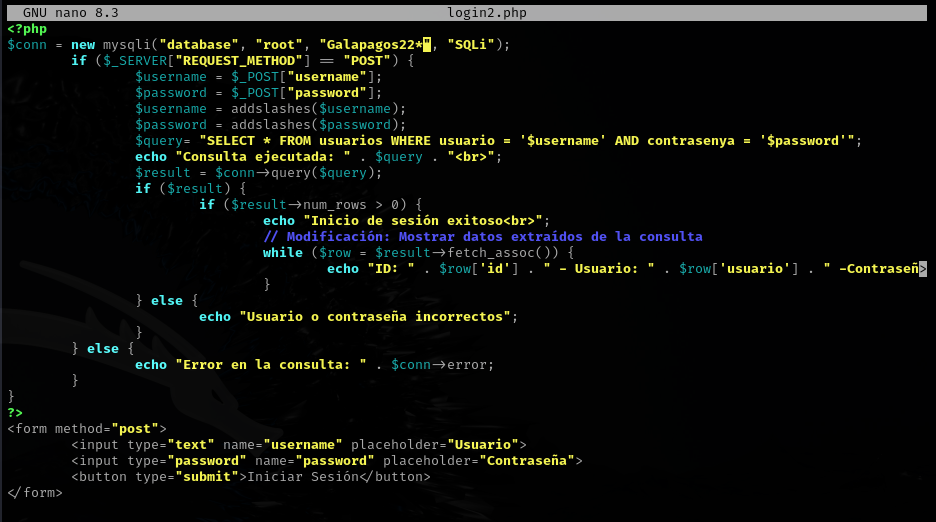 GNU nano 8.3 login2.php
<?php
$conn = new mysqli("database", "root", "Galapagos22*", "SQLi");
        if ($_SERVER["REQUEST_METHOD"] == "POST") {
                $username = $_POST["username"];
                $password = $_POST["password"];
                $username = addslashes($username);
                $password = addslashes($password);
                $query= "SELECT * FROM usuarios WHERE usuario = '$username' AND contrasenya = '$password'";
                echo "Consulta ejecutada: " . $query . "<br>";
                $result = $conn->query($query);
                if ($result) {
                        if ($result->num_rows > 0) {
                                echo "Inicio de sesión exitoso<br>";
                                // Modificación: Mostrar datos extraídos de la consulta
                                while ($row = $result->fetch_assoc()) {
                                        echo "ID: " . $row['id'] . " - Usuario: " . $row['usuario'] . " -Contraseñ>
                                }
                } else {
                        echo "Usuario o contraseña incorrectos";
                }
        } else {
                echo "Error en la consulta: " . $conn->error;
        }
}
?>
<form method="post">
        <input type="text" name="username" placeholder="Usuario">
        <input type="password" name="password" placeholder="Contraseña">
        <button type="submit">Iniciar Sesión</button>
</form>